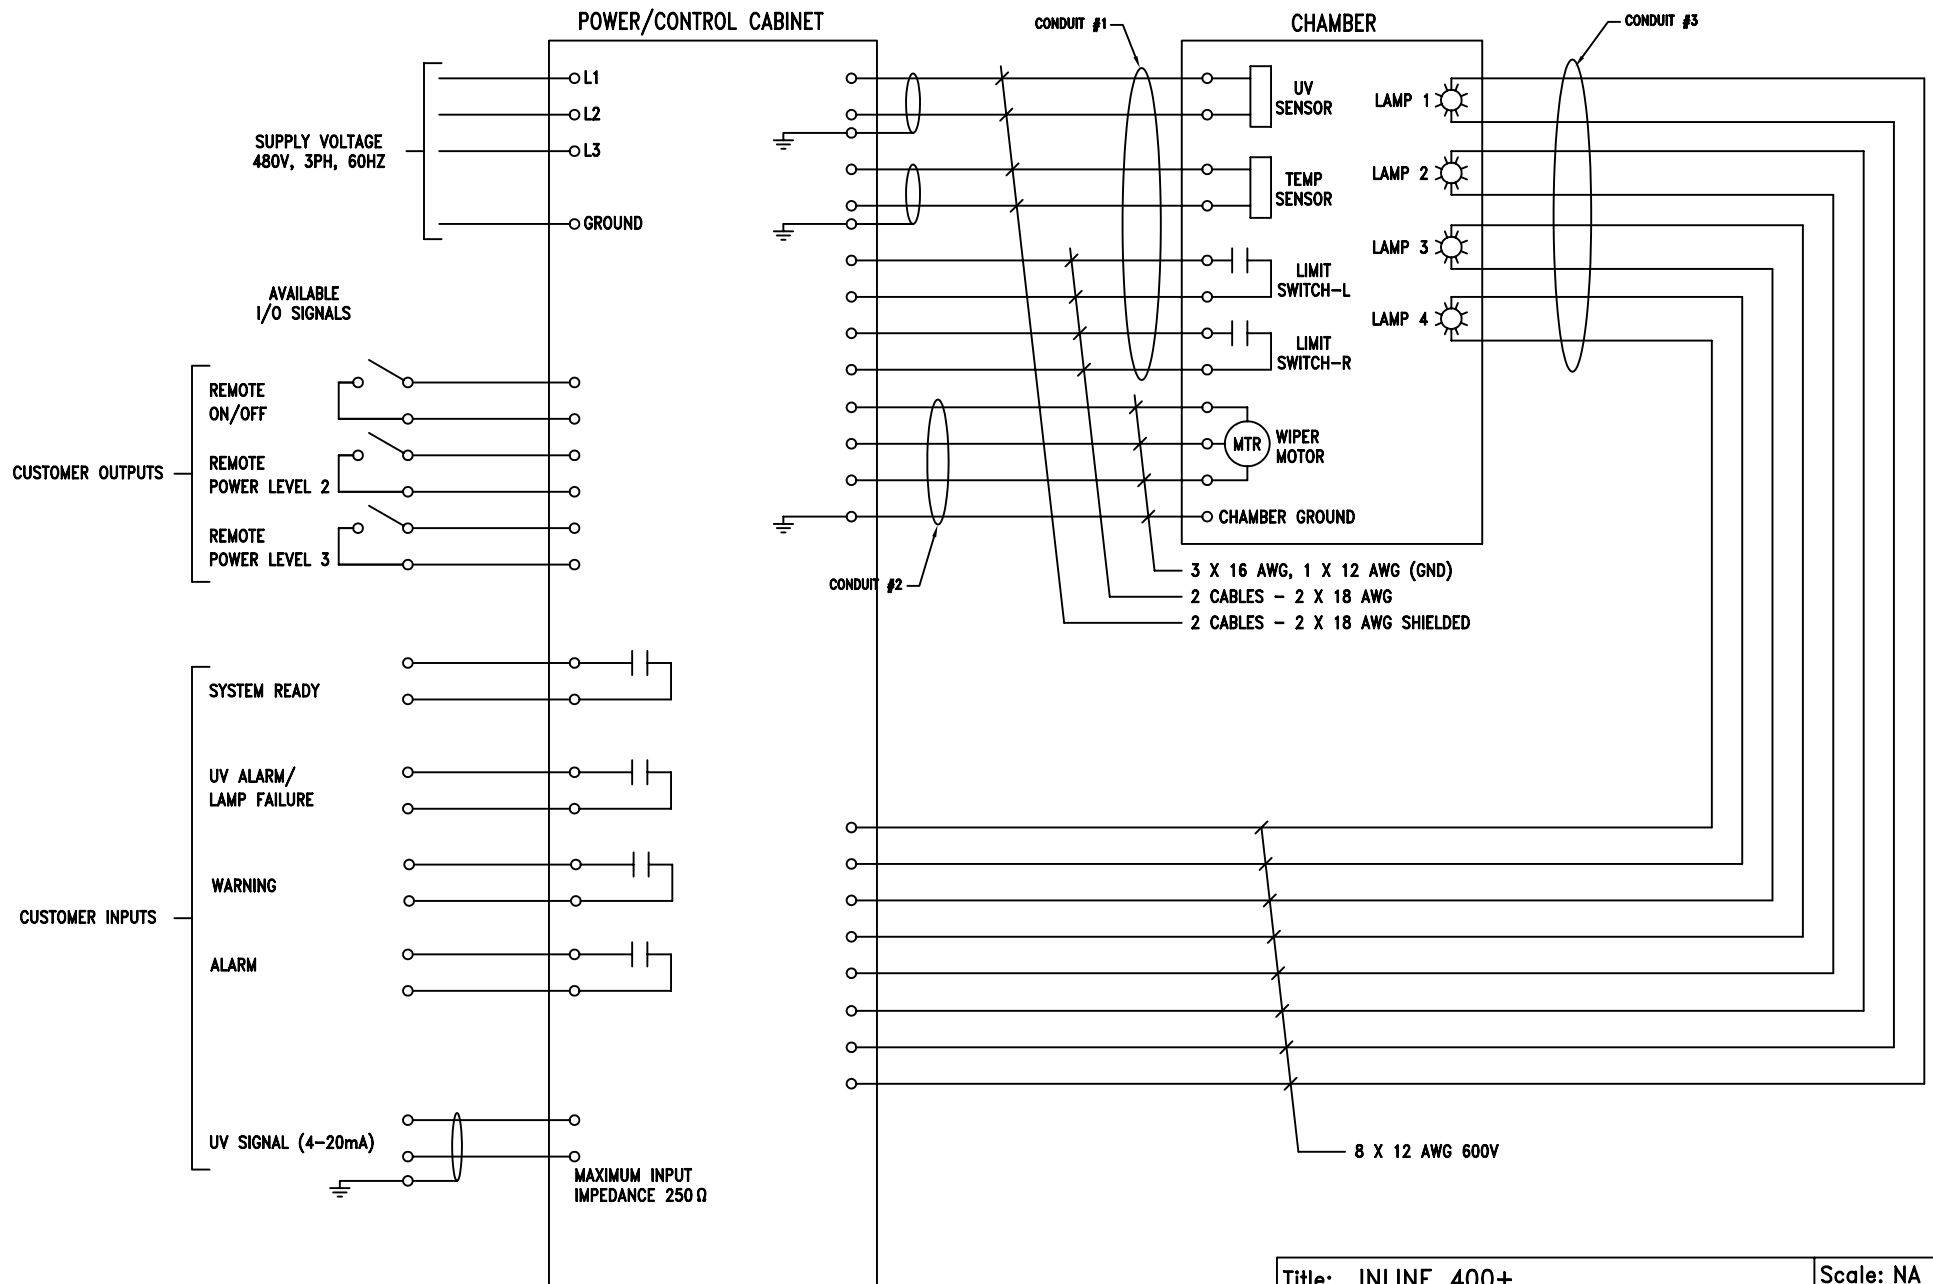 POWER/CONTROL CABINET
CONDUIT #1
CHAMBER
CONDUIT #3
SUPPLY VOLTAGE
480V, 3PH, 60HZ
L1
L2
L3
GROUND
UV
SENSOR
TEMP
SENSOR
LIMIT
SWITCH-L
LIMIT
SWITCH-R
MTR
WIPER
MOTOR
CHAMBER GROUND
LAMP 1
LAMP 2
LAMP 3
LAMP 4
AVAILABLE
I/O SIGNALS
CUSTOMER OUTPUTS
REMOTE
ON/OFF
REMOTE
POWER LEVEL 2
REMOTE
POWER LEVEL 3
CONDUIT #2
3 X 16 AWG, 1 X 12 AWG (GND)
2 CABLES - 2 X 18 AWG
2 CABLES - 2 X 18 AWG SHIELDED
CUSTOMER INPUTS
SYSTEM READY
UV ALARM/
LAMP FAILURE
WARNING
ALARM
UV SIGNAL (4-20mA)
MAXIMUM INPUT
IMPEDANCE 250 Ω
8 X 12 AWG 600V
Title: INLINE 400+
Scale: NA